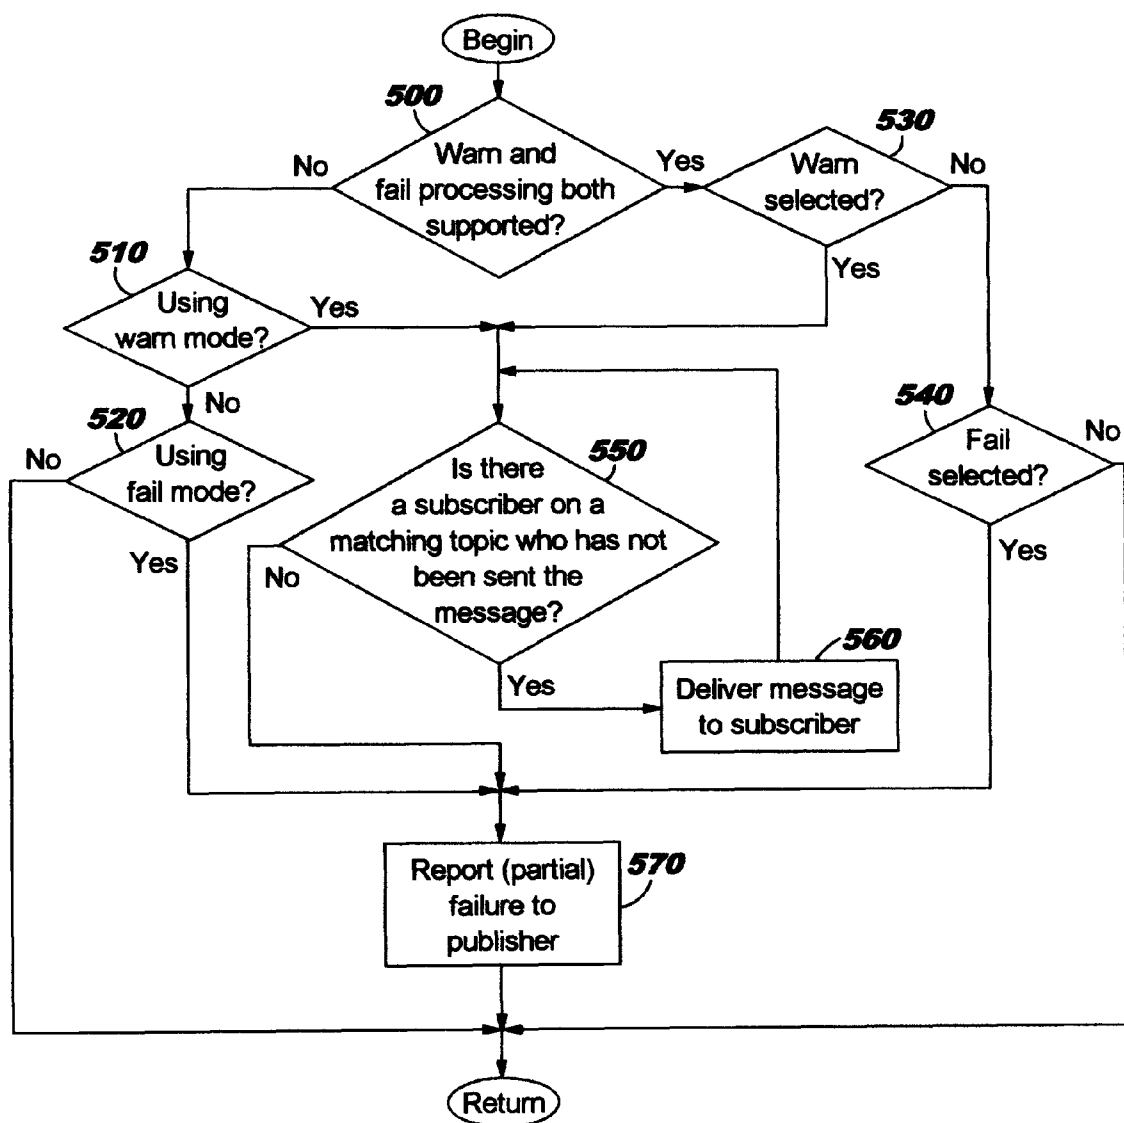 Begin
500
Warn and
fail processing both
supported?
No
Yes
530
Warn
selected?
No
Yes
510
Using
warn mode?
Yes
No
520
Using
fail mode?
No
Yes
550
Is there
a subscriber on a
matching topic who has not
been sent the
message?
No
Yes
540
Fail
selected?
No
Yes
560
Deliver message
to subscriber
570
Report (partial)
failure to
publisher
Return